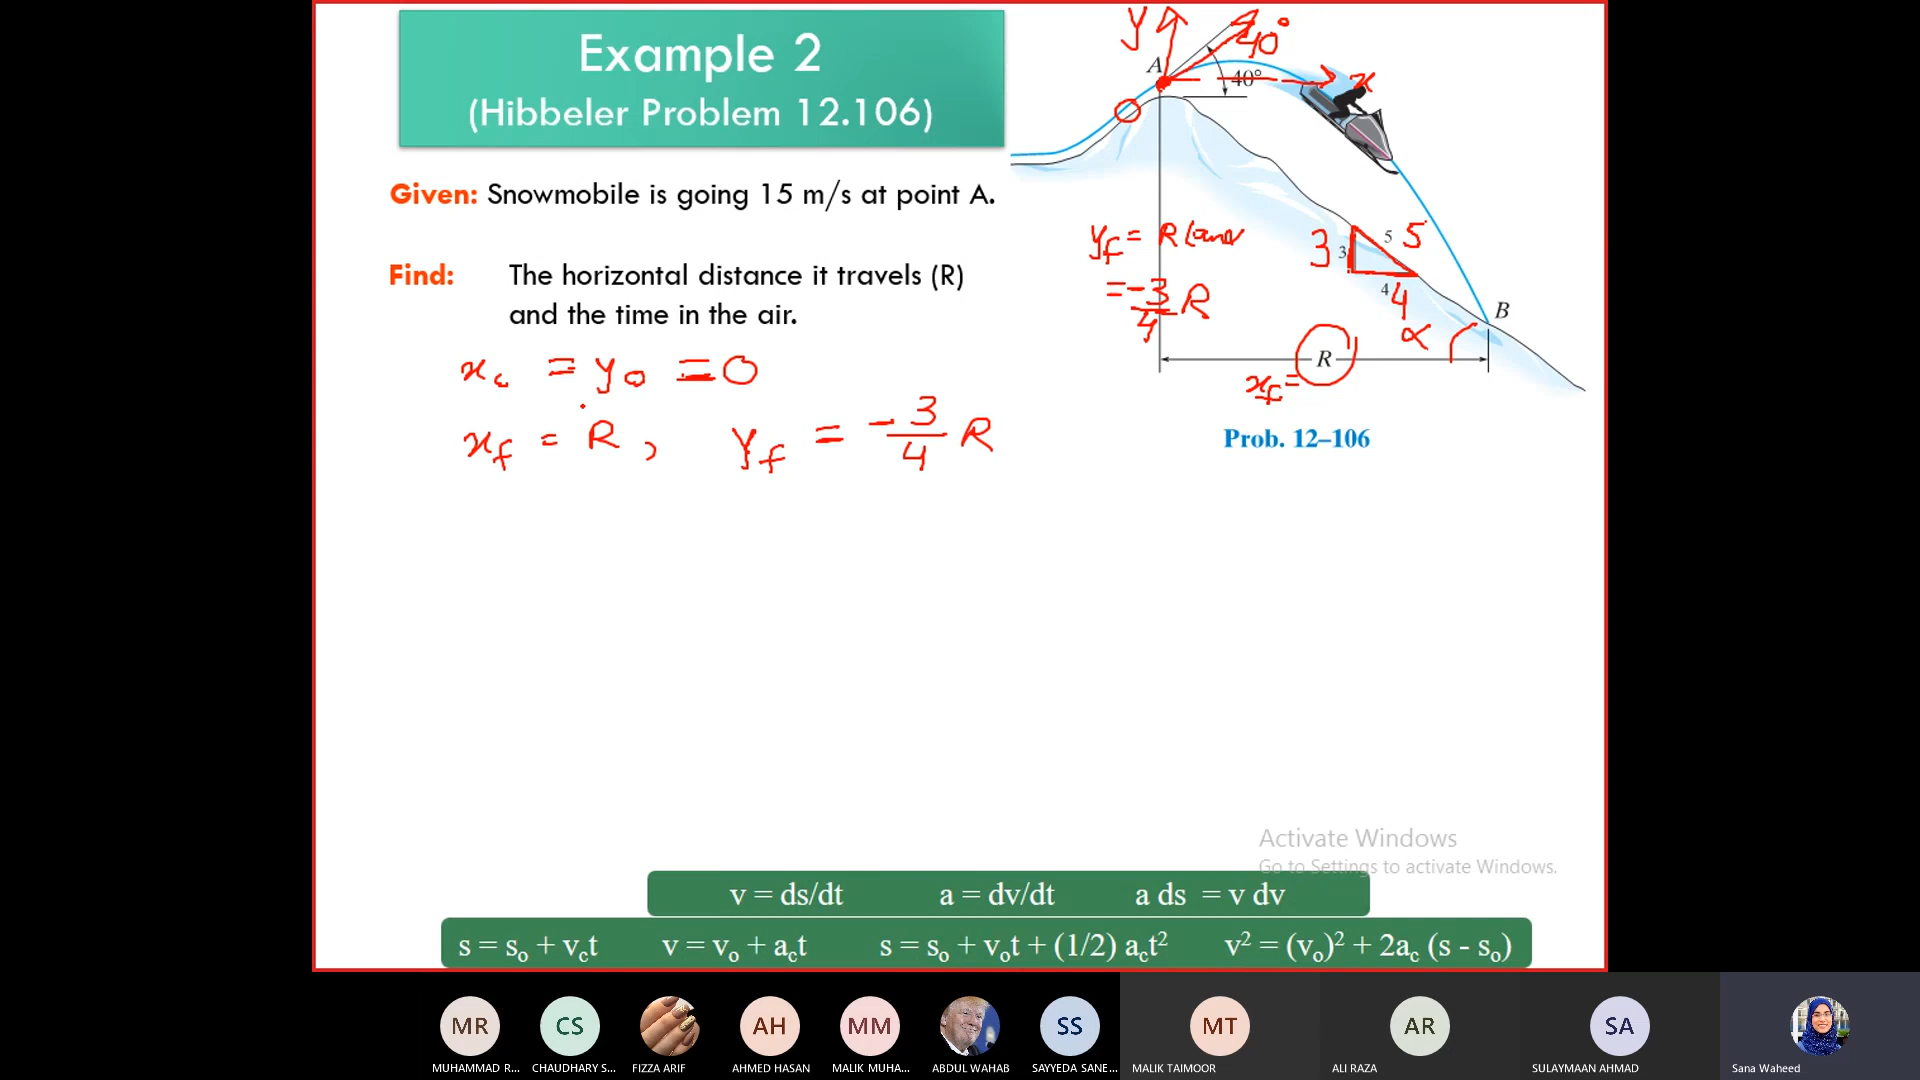 Example 2
(Hibbeler Problem 12.106)
Given: Snowmobile is going 15 m/s at point A.
Find: The horizontal distance it travels (R)
and the time in the air.
x₀ = y₀ = 0
x_f = R, y_f = -3/4 R
y
40°
A
40°
x
y_f = R tanα
= -3/4 R
3
3
5
5
4
4
α
B
R
x_f =
Prob. 12–106
Activate Windows
Go to Settings to activate Windows.
v = ds/dt a = dv/dt a ds = v dv
s = s₀ + v_c t v = v₀ + a_c t s = s₀ + v₀t + (1/2) a_c t² v² = (v₀)² + 2a_c (s - s₀)
MR CS AH MM SS MT AR SA
MUHAMMAD R... CHAUDHARY S... FIZZA ARIF AHMED HASAN MALIK MUHA... ABDUL WAHAB SAYYEDA SANE... MALIK TAIMOOR ALI RAZA SULAYMAAN AHMAD Sana Waheed